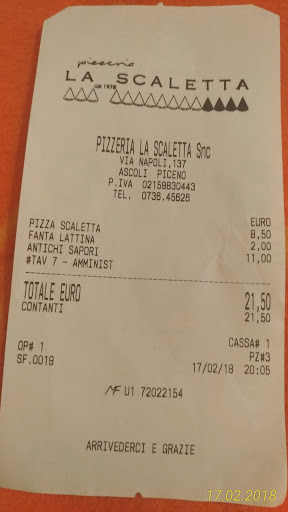 pizzeria
LA SCALETTA
DAL 1978
PIZZERIA LA SCALETTA Snc
VIA NAPOLI,137
ASCOLI PICENO
P.IVA 02159830443
TEL. 0736.45626
EURO
PIZZA SCALETTA 8,50
FANTA LATTINA 2,00
ANTICHI SAPORI 11,00
#TAV 7 - AMMINIST
TOTALE EURO 21,50
CONTANTI 21,50
OP# 1 CASSA# 1
PZ#3
SF.0019 17/02/18 20:05
MF U1 72022154
ARRIVEDERCI E GRAZIE
17.02.2018